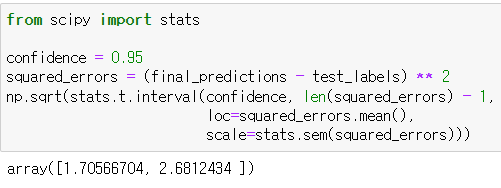 from scipy import stats
confidence = 0.95
squared_errors = (final_predictions - test_labels) ** 2
np.sqrt(stats.t.interval(confidence, len(squared_errors) - 1,
loc=squared_errors.mean(),
scale=stats.sem(squared_errors)))
array([1.70566704, 2.6812434 ])